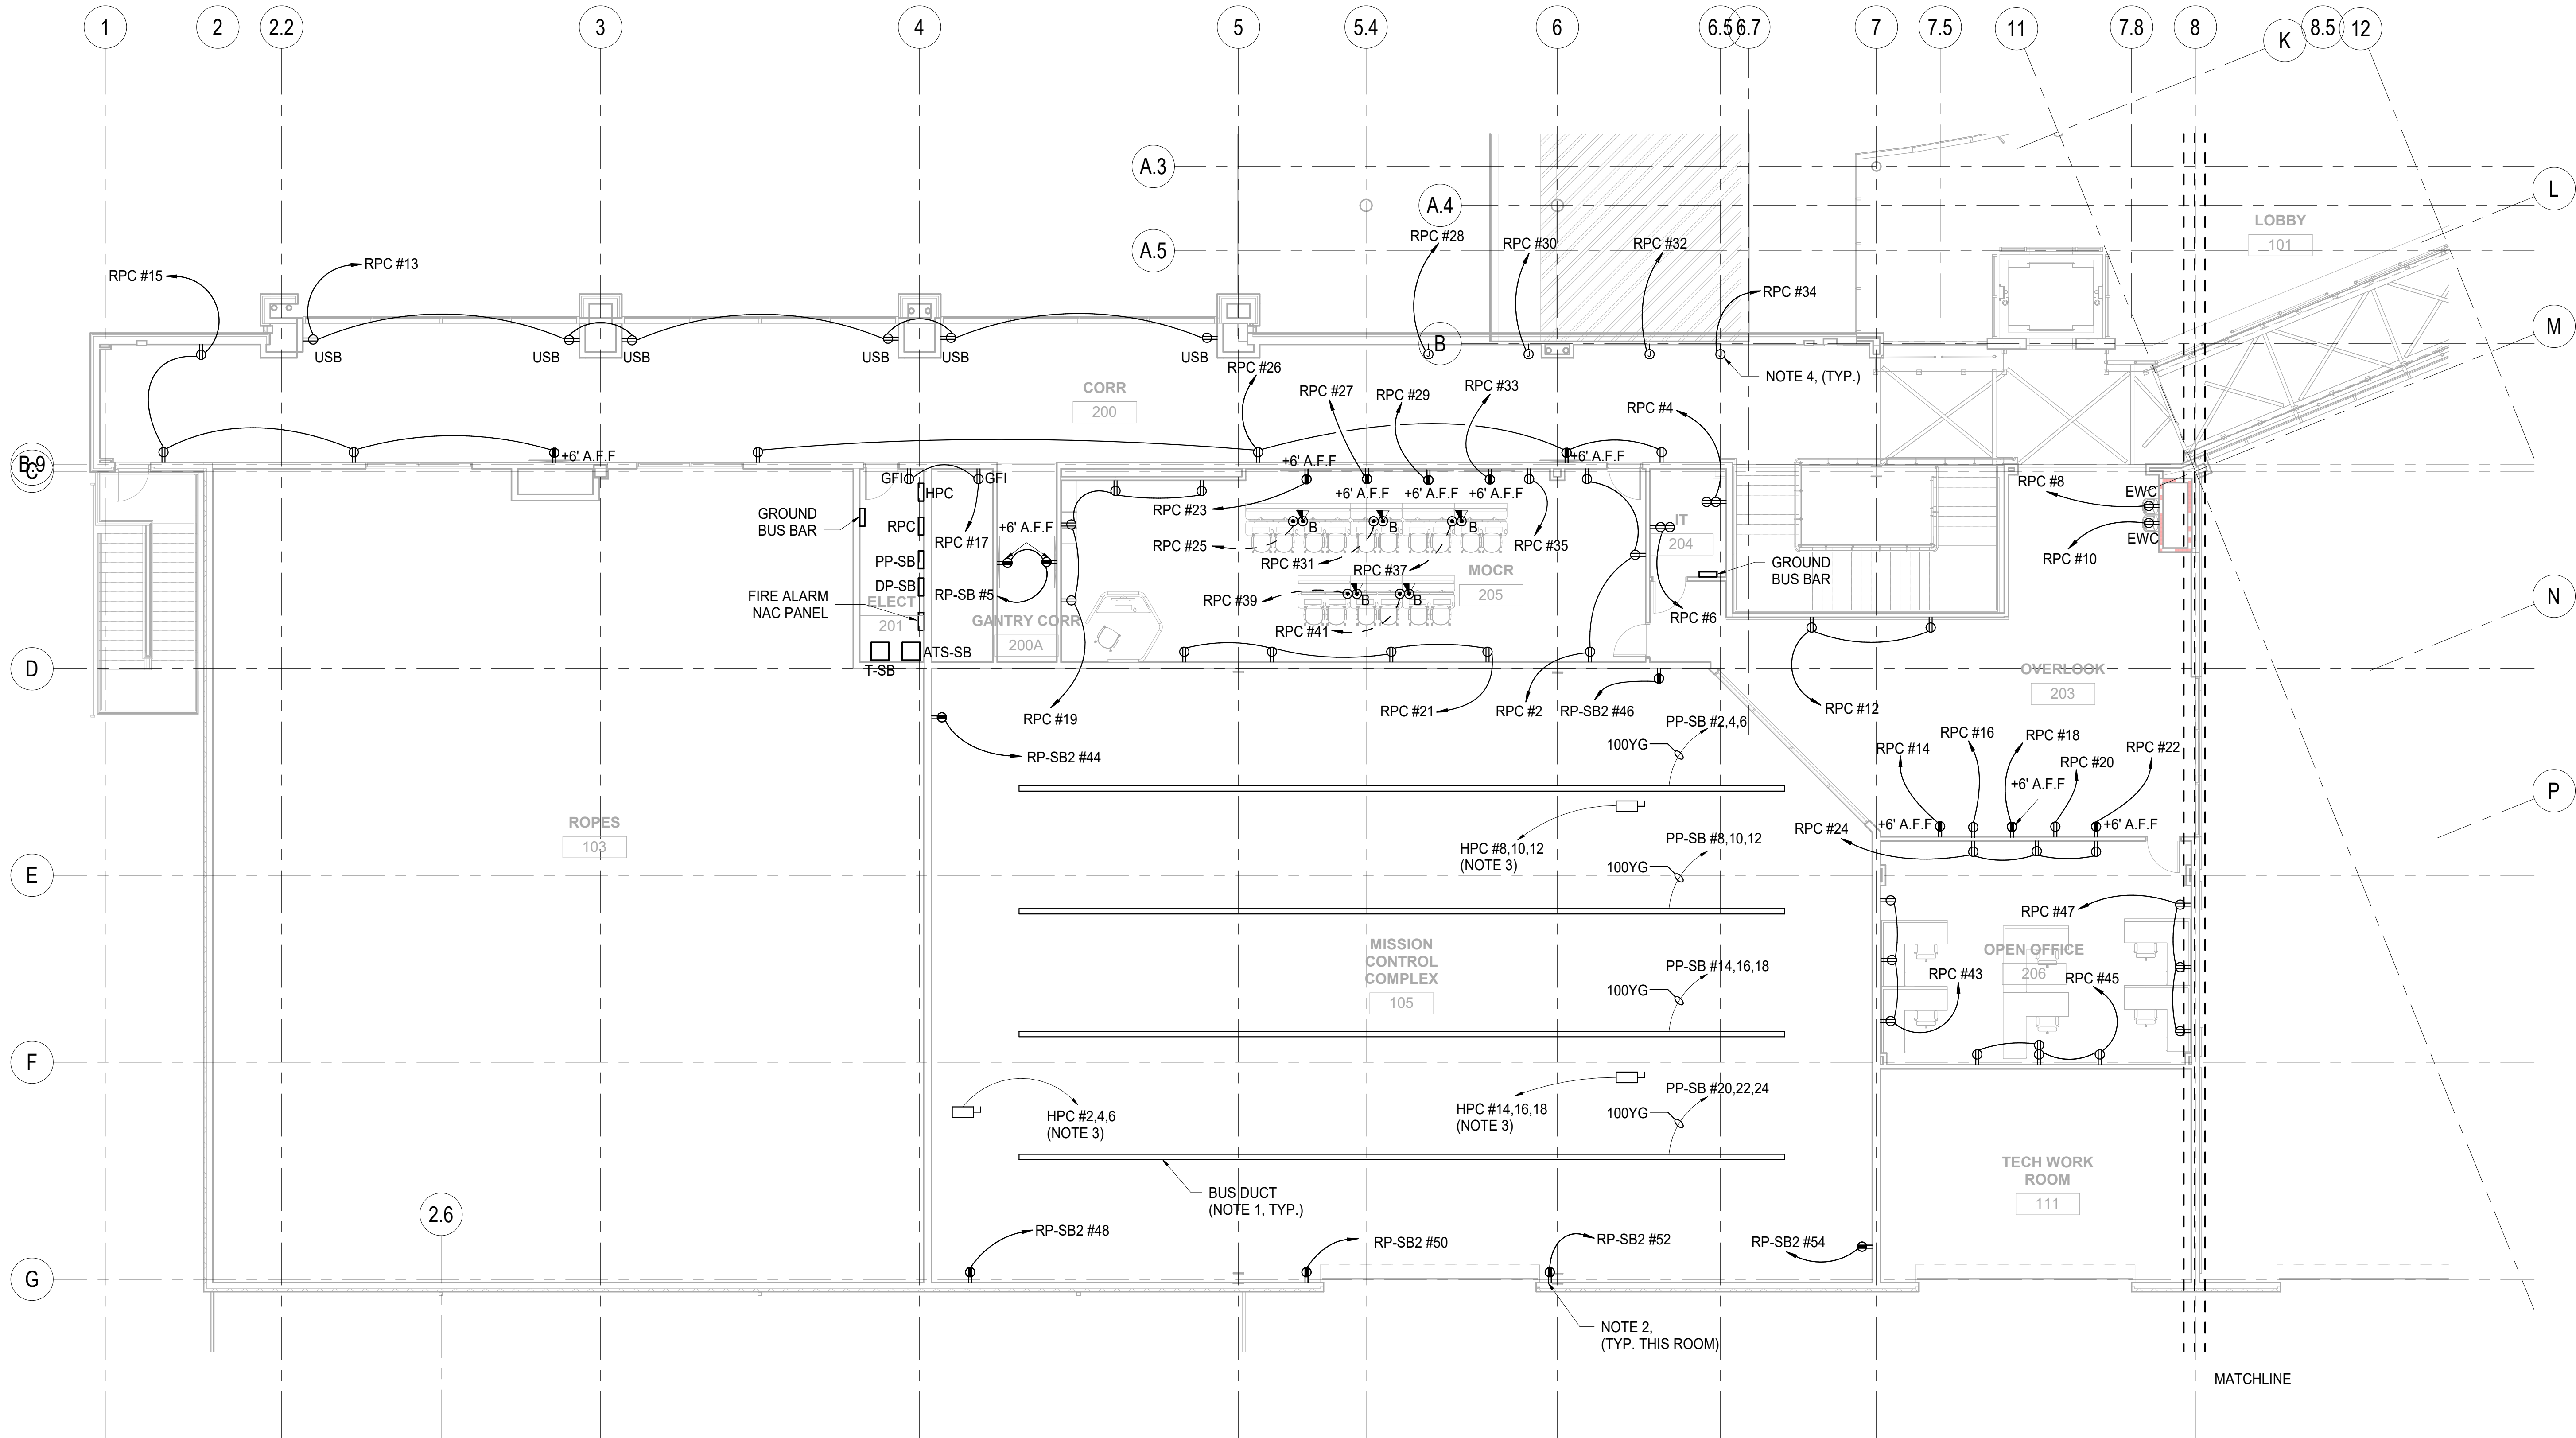 1
2
2.2
3
4
5
5.4
6
6.5
6.7
7
7.5
11
7.8
8
8.5
12
K
A.3
L
A.4
LOBBY
101
RPC #28
RPC #30
RPC #32
A.5
RPC #13
RPC #15
RPC #34
M
B
USB
USB
USB
USB
USB
USB
RPC #26
NOTE 4, (TYP.)
CORR
200
RPC #27
RPC #29
RPC #33
RPC #4
B.9
C
+6' A.F.F
+6' A.F.F
+6' A.F.F
GFI
GFI
HPC
+6' A.F.F
+6' A.F.F
+6' A.F.F
RPC #8
EWC
GROUND
BUS BAR
RPC
RPC #23
RPC #17
+6' A.F.F
B
B
B
IT
204
RPC #25
RPC #35
EWC
RPC #10
PP-SB
RPC #31
RPC #37
MOCR
205
GROUND
BUS BAR
DP-SB
FIRE ALARM
NAC PANEL
RP-SB #5
ELECT
201
RPC #39
B
B
N
GANTRY CORR
200A
RPC #6
RPC #41
ATS-SB
T-SB
D
OVERLOOK
203
RPC #19
RPC #21
RPC #2
RP-SB2 #46
RPC #12
PP-SB #2,4,6
100YG
RP-SB2 #44
RPC #14
RPC #16
RPC #18
RPC #22
RPC #20
+6' A.F.F
P
ROPES
103
RPC #24
+6' A.F.F
+6' A.F.F
HPC #8,10,12
(NOTE 3)
PP-SB #8,10,12
100YG
E
RPC #47
MISSION
CONTROL
COMPLEX
105
PP-SB #14,16,18
100YG
OPEN OFFICE
206
RPC #43
RPC #45
F
PP-SB #20,22,24
100YG
HPC #2,4,6
(NOTE 3)
HPC #14,16,18
(NOTE 3)
TECH WORK
ROOM
111
BUS DUCT
(NOTE 1, TYP.)
2.6
RP-SB2 #48
RP-SB2 #50
RP-SB2 #52
RP-SB2 #54
G
NOTE 2,
(TYP. THIS ROOM)
MATCHLINE